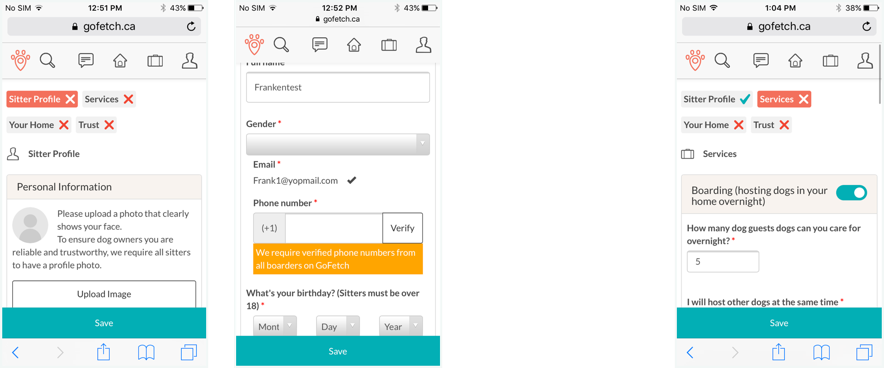 No SIM 12:51 PM 43%
gofetch.ca
Sitter Profile Services
Your Home Trust
Sitter Profile
Personal Information
Please upload a photo that clearly
shows your face.
To ensure dog owners you are
reliable and trustworthy, we require all sitters
to have a profile photo.
Upload Image
Save
No SIM 12:52 PM 43%
gofetch.ca
Full name
Frankentest
Gender *
Email *
Frank1@yopmail.com
Phone number *
(+1) Verify
We require verified phone numbers from
all boarders on GoFetch
What's your birthday? (Sitters must be over
18) *
Mont Day Year
Save
No SIM 1:04 PM 38%
gofetch.ca
Sitter Profile Services
Your Home Trust
Services
Boarding (hosting dogs in your
home overnight)
How many dog guests dogs can you care for
overnight? *
5
I will host other dogs at the same time *
Save